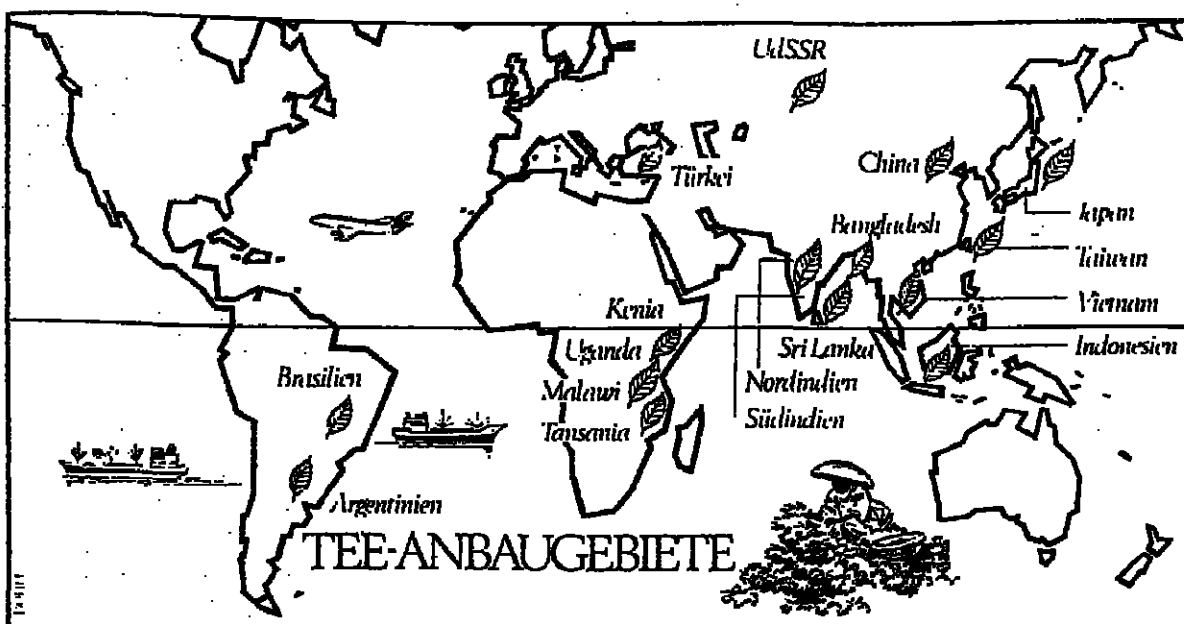 UdSSR
China
Türkei
Bangladesh
Japan
Taiwan
Vietnam
Kenia
Uganda
Sri Lanka
Indonesien
Brasilien
Malawi
Nordindien
Tansania
Südindien
Argentinien
TEE-ANBAUGEBIETE